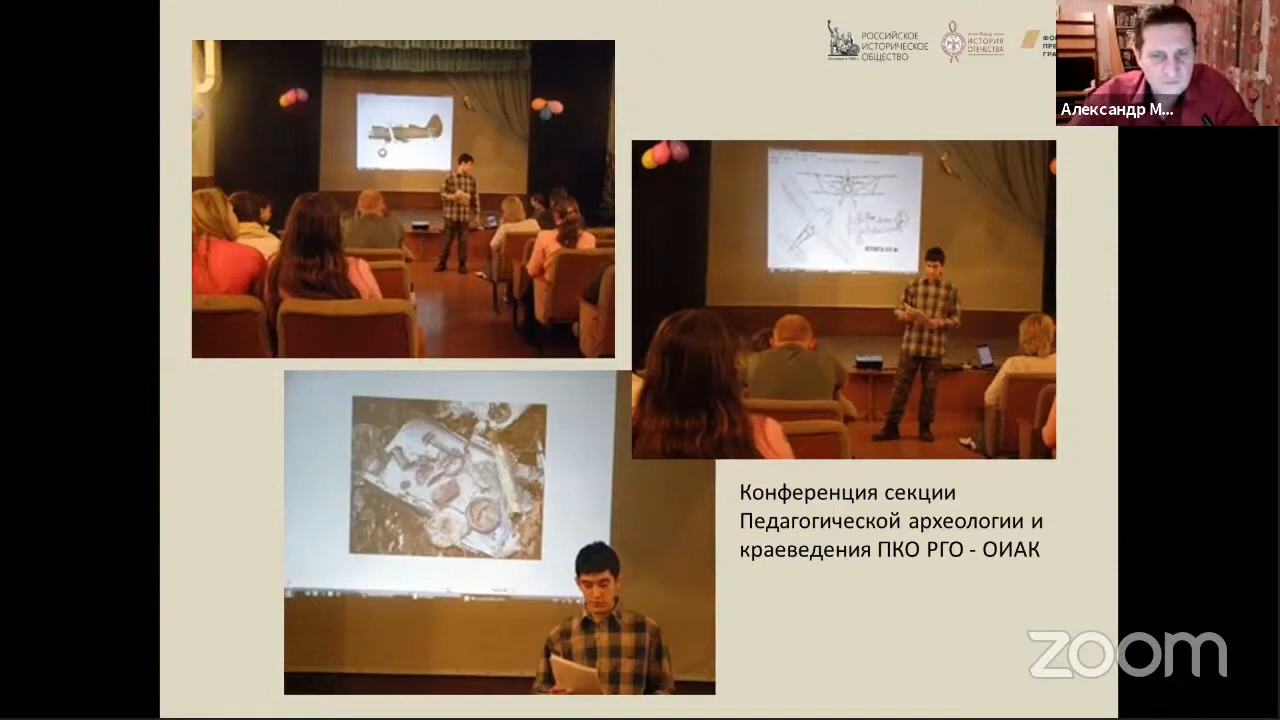 РОССИЙСКОЕ
ИСТОРИЧЕСКОЕ
ОБЩЕСТВО
ИСТОРИЯ
ОТЕЧЕСТВА
Александр М...
Конференция секции
Педагогической археологии и
краеведения ПКО РГО - ОИАК
zoom